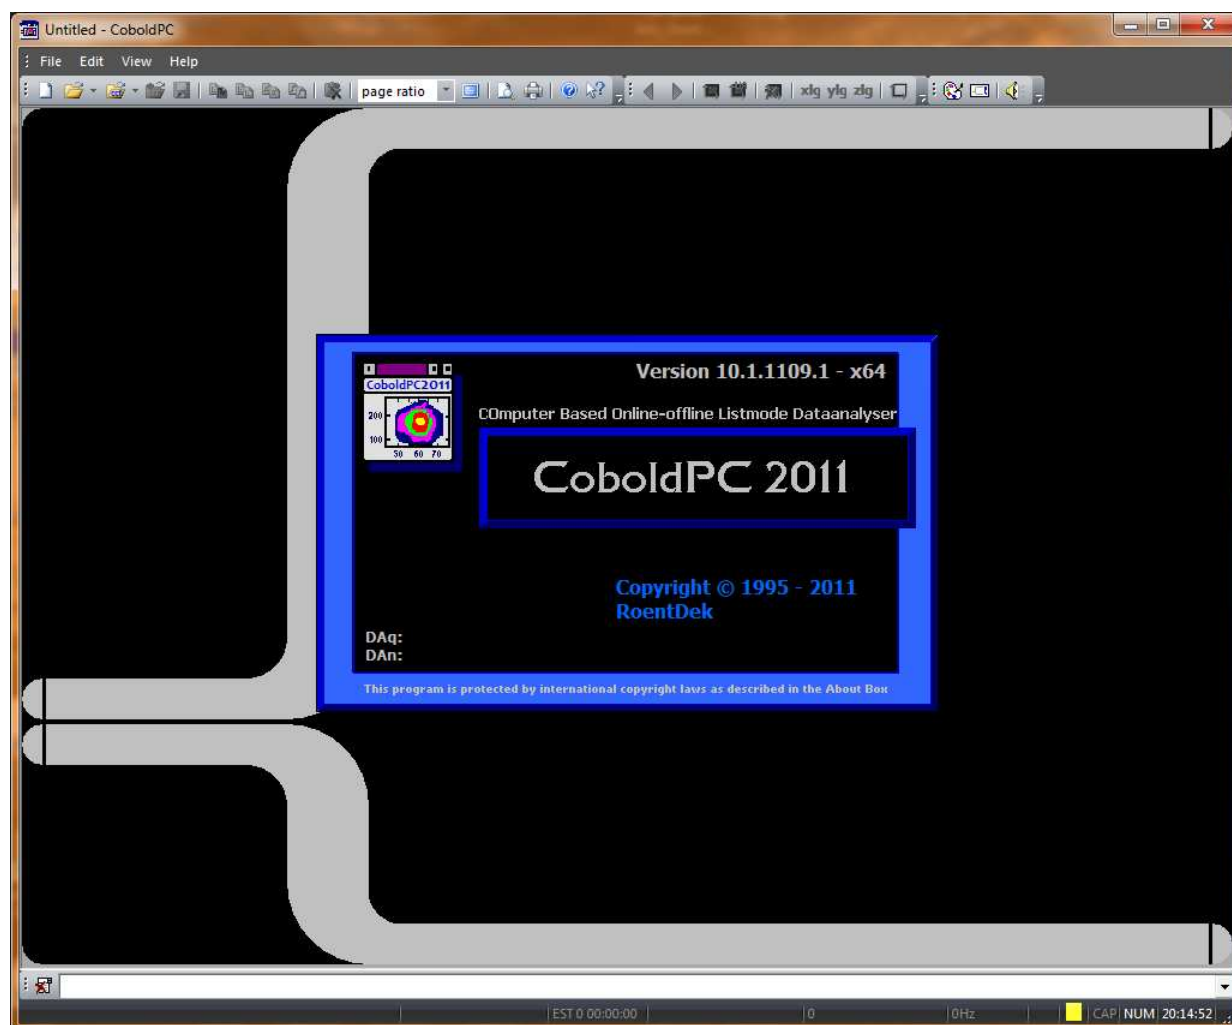 Untitled - CoboldPC
File Edit View Help
page ratio xlg ylg zlg
Version 10.1.1109.1 - x64
CoboldPC2011
200
100
50 60 70
COmputer Based Online-offline Listmode Dataanalyser
CoboldPC 2011
Copyright © 1995 - 2011
RoentDek
DAq:
DAn:
This program is protected by international copyright laws as described in the About Box
EST 0 00:00:00 0 0Hz CAP NUM 20:14:52